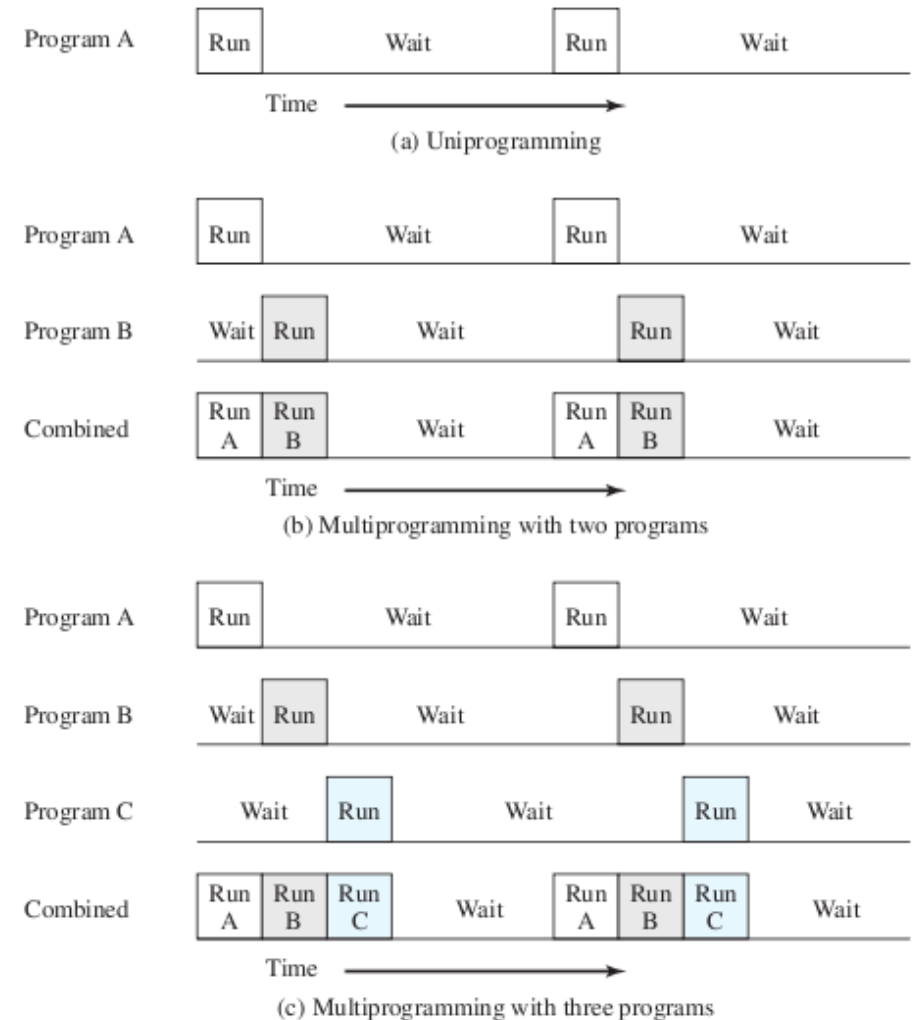 Program A Run Wait Run Wait
Time
(a) Uniprogramming
Program A Run Wait Run Wait
Program B Wait Run Wait Run Wait
Combined Run A Run B Wait Run A Run B Wait
Time
(b) Multiprogramming with two programs
Program A Run Wait Run Wait
Program B Wait Run Wait Run Wait
Program C Wait Run Wait Run Wait
Combined Run A Run B Run C Wait Run A Run B Run C Wait
Time
(c) Multiprogramming with three programs